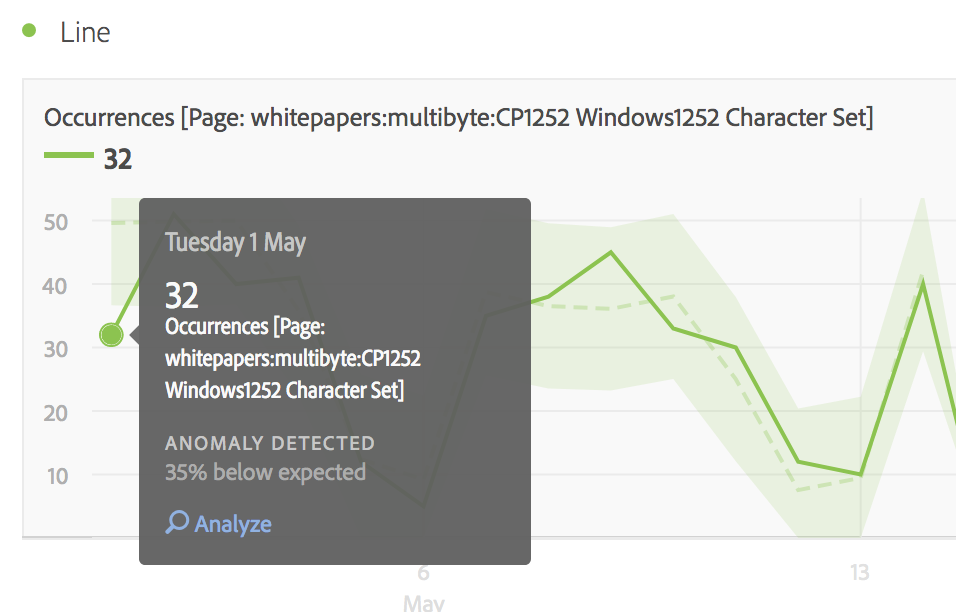 Line
Occurrences [Page: whitepapers:multibyte:CP1252 Windows1252 Character Set]
32
50
40
30
20
10
Tuesday 1 May
32
Occurrences [Page:
whitepapers:multibyte:CP1252
Windows1252 Character Set]
ANOMALY DETECTED
35% below expected
Analyze
6
13
May